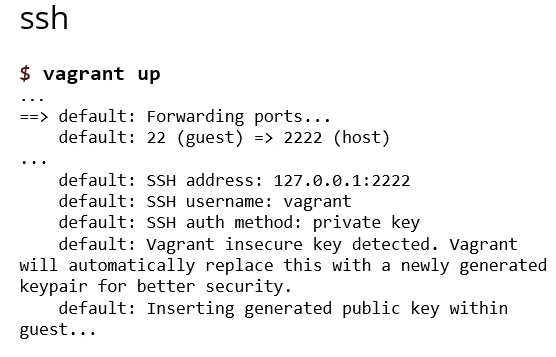 ssh
$ vagrant up
...
==> default: Forwarding ports...
default: 22 (guest) => 2222 (host)
...
default: SSH address: 127.0.0.1:2222
default: SSH username: vagrant
default: SSH auth method: private key
default: Vagrant insecure key detected. Vagrant
will automatically replace this with a newly generated
keypair for better security.
default: Inserting generated public key within
guest...